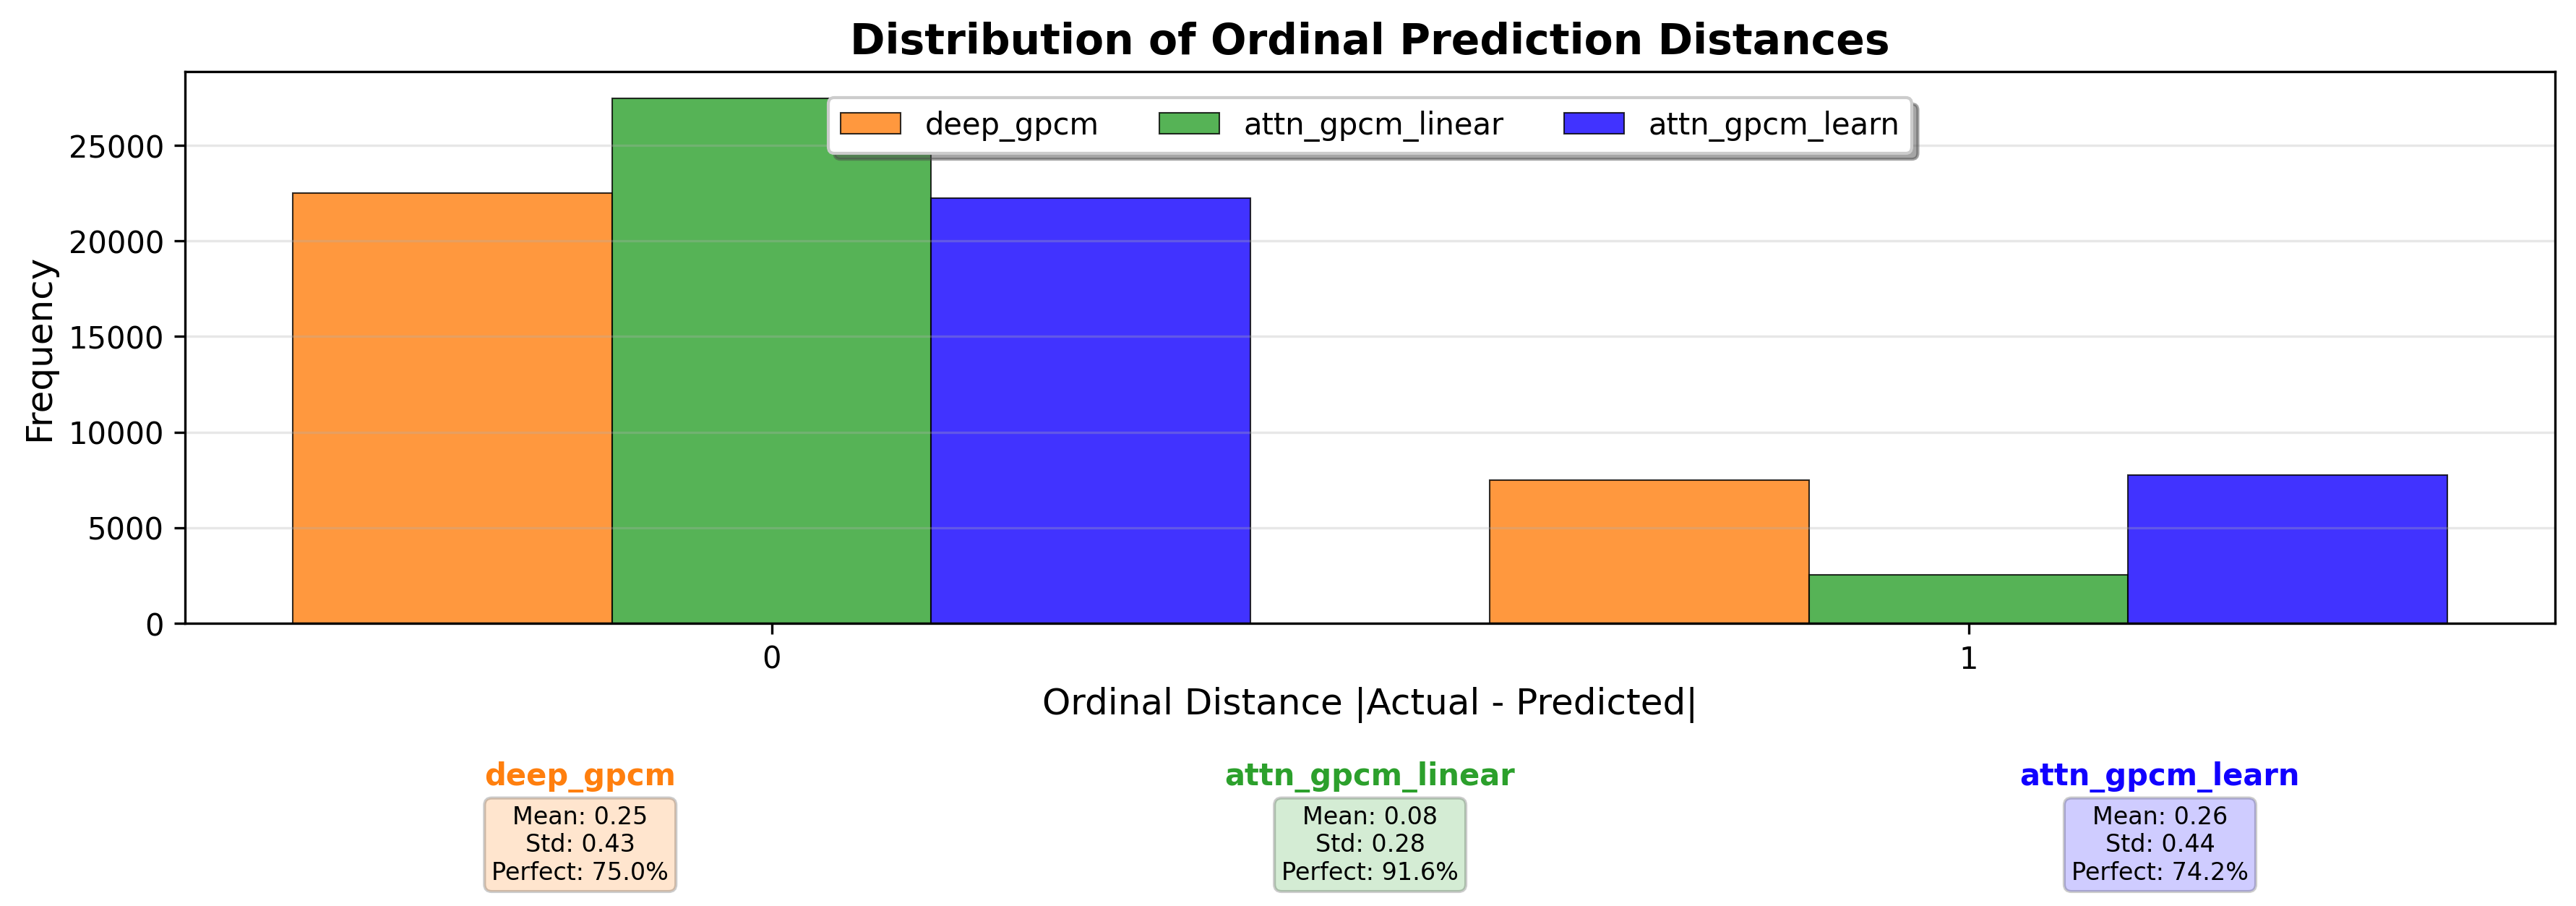 Distribution of Ordinal Prediction Distances
deep_gpcm attn_gpcm_linear attn_gpcm_learn
Frequency
25000
20000
15000
10000
5000
0
0 1
Ordinal Distance |Actual - Predicted|
deep_gpcm
Mean: 0.25
Std: 0.43
Perfect: 75.0%
attn_gpcm_linear
Mean: 0.08
Std: 0.28
Perfect: 91.6%
attn_gpcm_learn
Mean: 0.26
Std: 0.44
Perfect: 74.2%